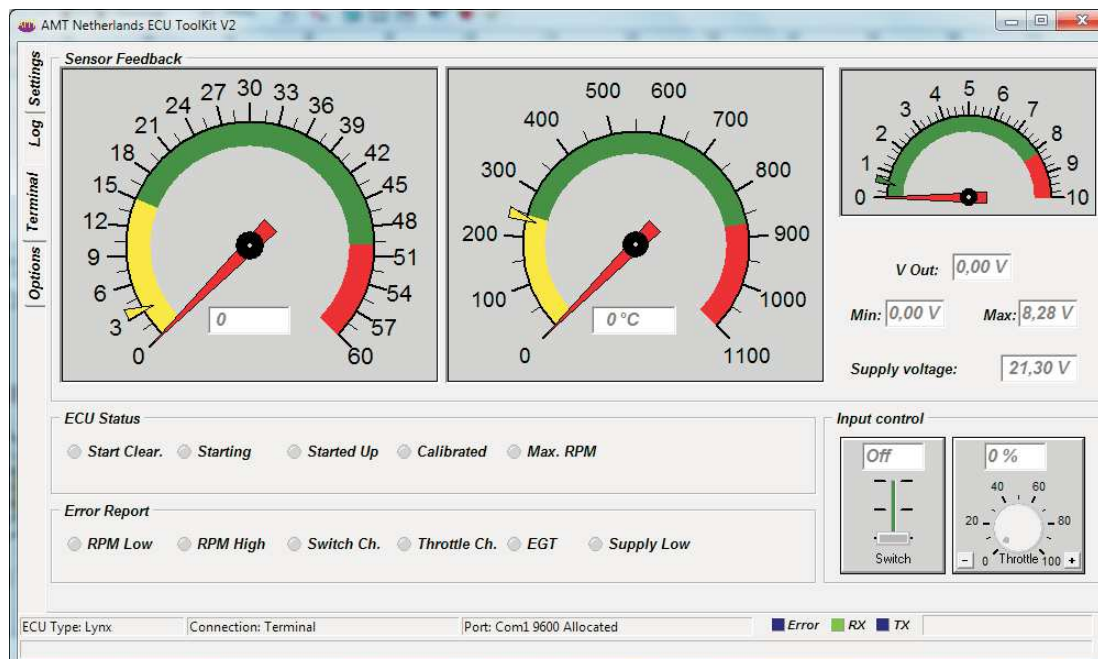 AMT Netherlands ECU ToolKit V2
Settings
Log
Terminal
Options
Sensor Feedback
0 3 6 9 12 15 18 21 24 27 30 33 36 39 42 45 48 51 54 57 60
0
0 100 200 300 400 500 600 700 800 900 1000 1100
0 °C
0 1 2 3 4 5 6 7 8 9 10
V Out: 0,00 V
Min: 0,00 V Max: 8,28 V
Supply voltage: 21,30 V
ECU Status
Start Clear. Starting Started Up Calibrated Max. RPM
Error Report
RPM Low RPM High Switch Ch. Throttle Ch. EGT Supply Low
Input control
Off
Switch
0 %
0 20 40 60 80 100
- Throttle +
ECU Type: Lynx Connection: Terminal Port: Com1 9600 Allocated Error RX TX